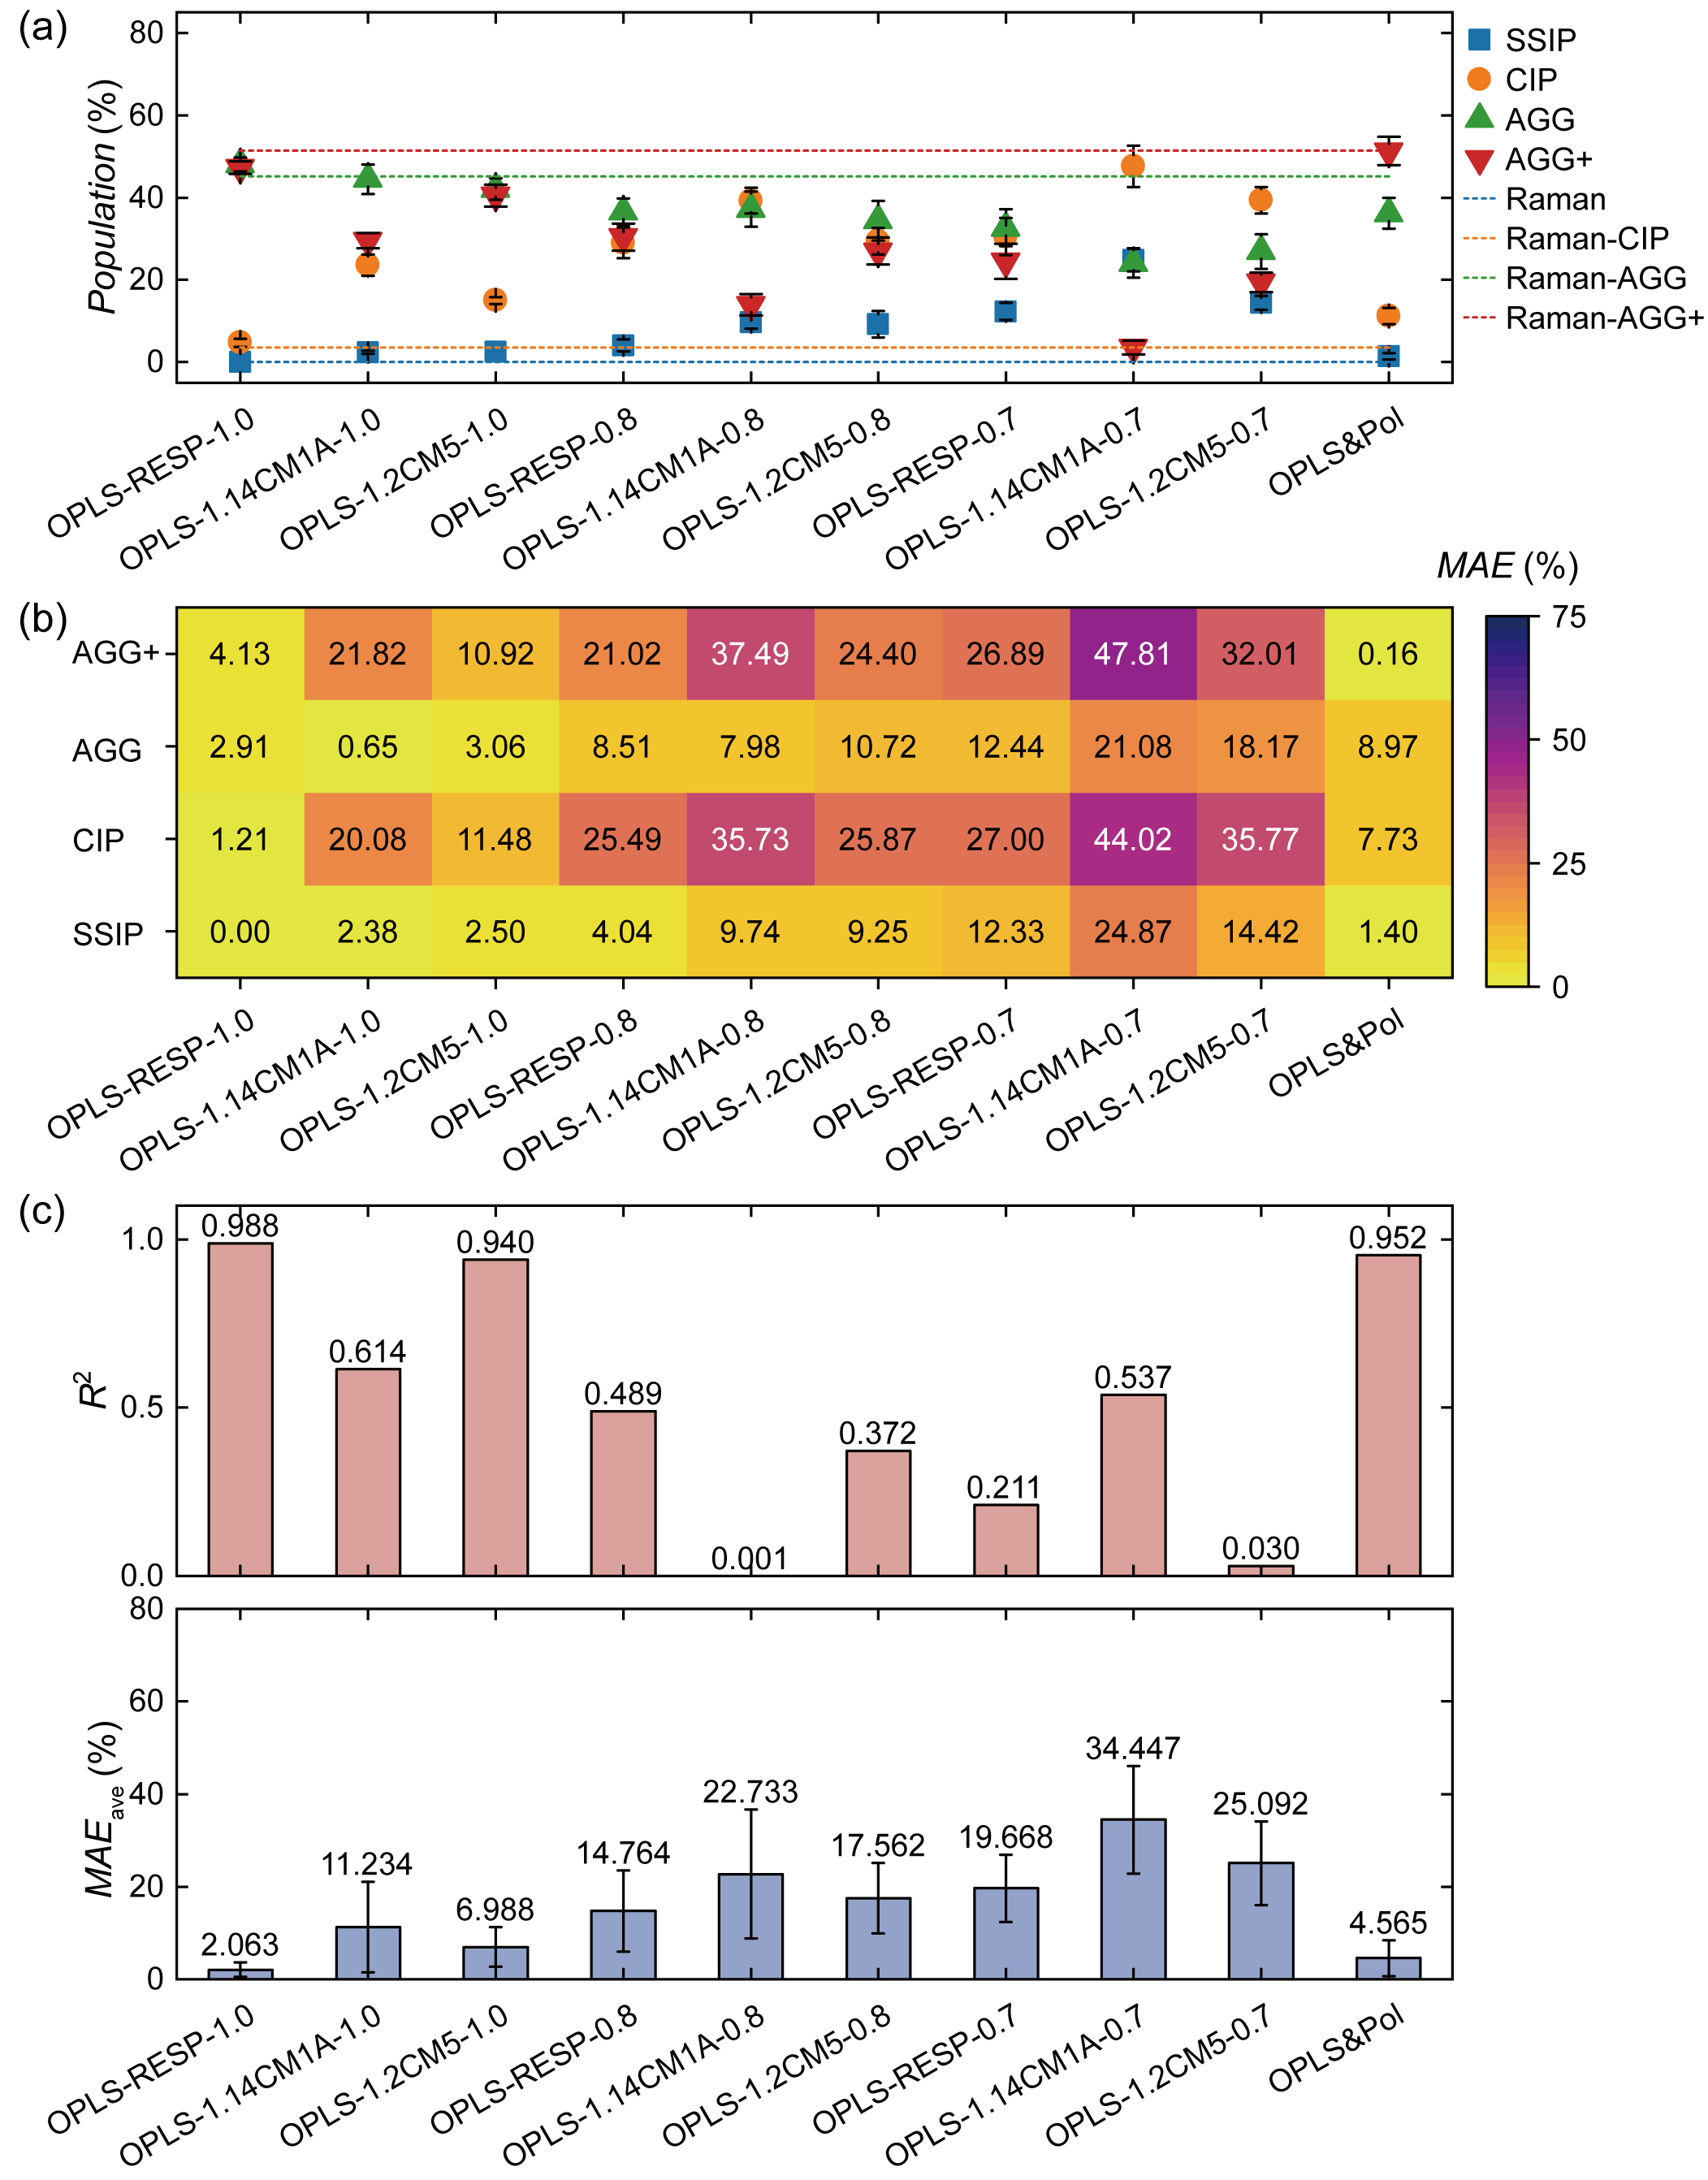 (a)
Population (%)
80
60
40
20
0
SSIP
CIP
AGG
AGG+
Raman
Raman-CIP
Raman-AGG
Raman-AGG+
OPLS-RESP-1.0
OPLS-1.14CM1A-1.0
OPLS-1.2CM5-1.0
OPLS-RESP-0.8
OPLS-1.14CM1A-0.8
OPLS-1.2CM5-0.8
OPLS-RESP-0.7
OPLS-1.14CM1A-0.7
OPLS-1.2CM5-0.7
OPLS&Pol
(b)
MAE (%)
75
50
25
0
AGG+ 4.13 21.82 10.92 21.02 37.49 24.40 26.89 47.81 32.01 0.16
AGG 2.91 0.65 3.06 8.51 7.98 10.72 12.44 21.08 18.17 8.97
CIP 1.21 20.08 11.48 25.49 35.73 25.87 27.00 44.02 35.77 7.73
SSIP 0.00 2.38 2.50 4.04 9.74 9.25 12.33 24.87 14.42 1.40
OPLS-RESP-1.0
OPLS-1.14CM1A-1.0
OPLS-1.2CM5-1.0
OPLS-RESP-0.8
OPLS-1.14CM1A-0.8
OPLS-1.2CM5-0.8
OPLS-RESP-0.7
OPLS-1.14CM1A-0.7
OPLS-1.2CM5-0.7
OPLS&Pol
(c)
R²
1.0
0.5
0.0
0.988 0.614 0.940 0.489 0.001 0.372 0.211 0.537 0.030 0.952
MAEave (%)
80
60
40
20
0
2.063 11.234 6.988 14.764 22.733 17.562 19.668 34.447 25.092 4.565
OPLS-RESP-1.0
OPLS-1.14CM1A-1.0
OPLS-1.2CM5-1.0
OPLS-RESP-0.8
OPLS-1.14CM1A-0.8
OPLS-1.2CM5-0.8
OPLS-RESP-0.7
OPLS-1.14CM1A-0.7
OPLS-1.2CM5-0.7
OPLS&Pol